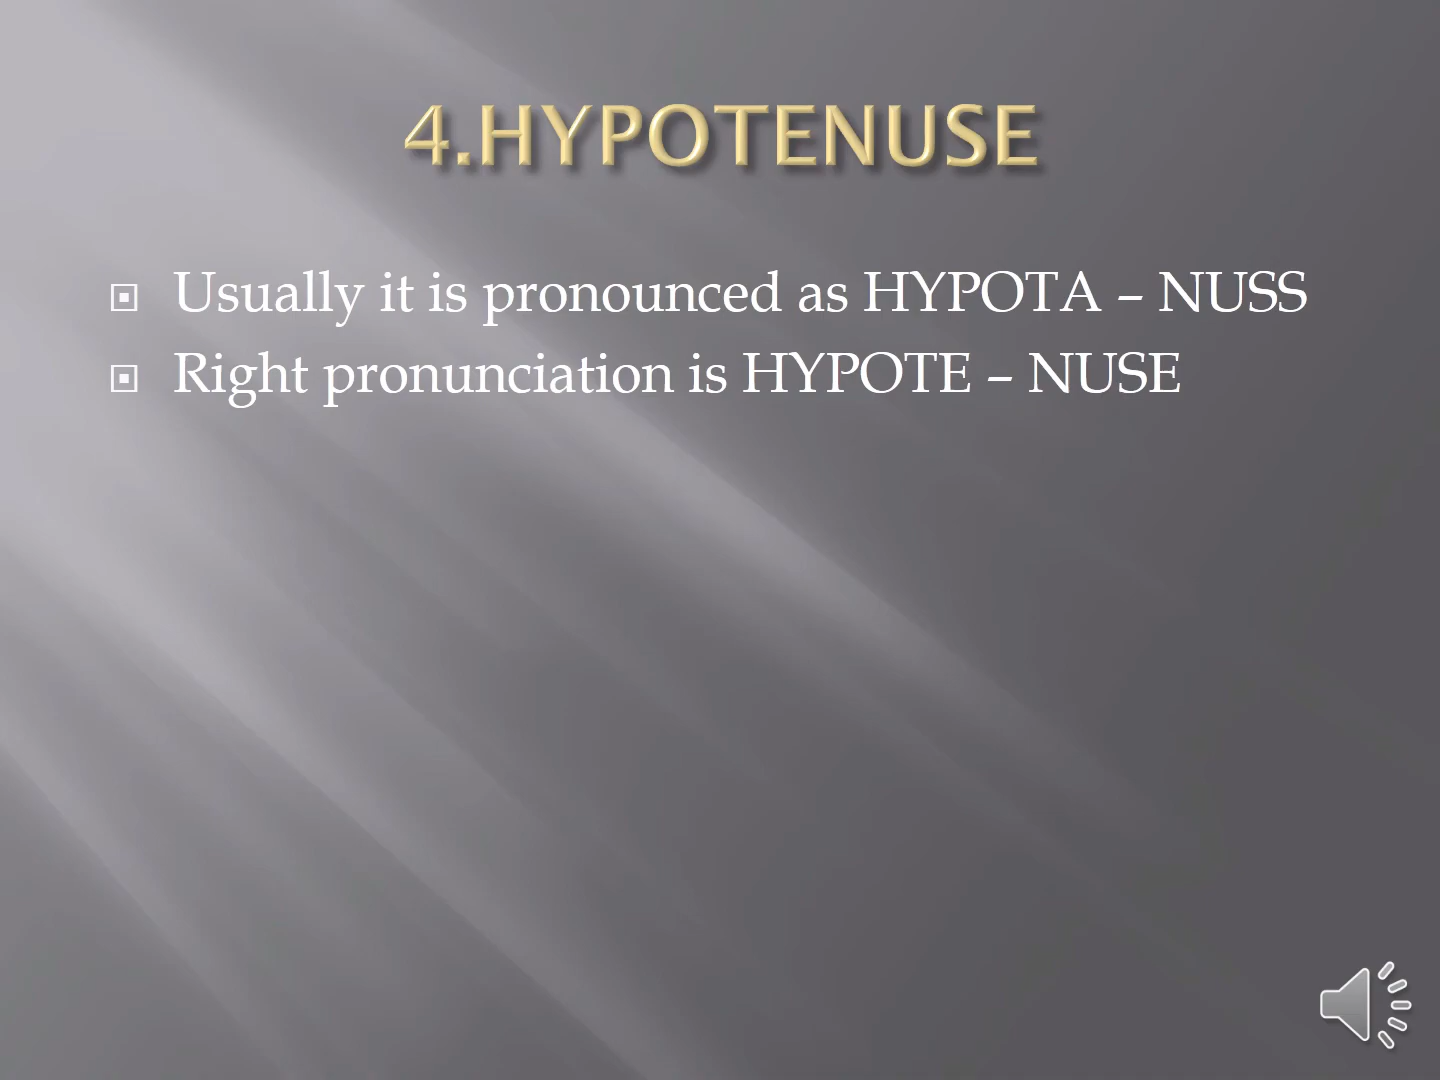 4.HYPOTENUSE
Usually it is pronounced as HYPOTA – NUSS
Right pronunciation is HYPOTE – NUSE